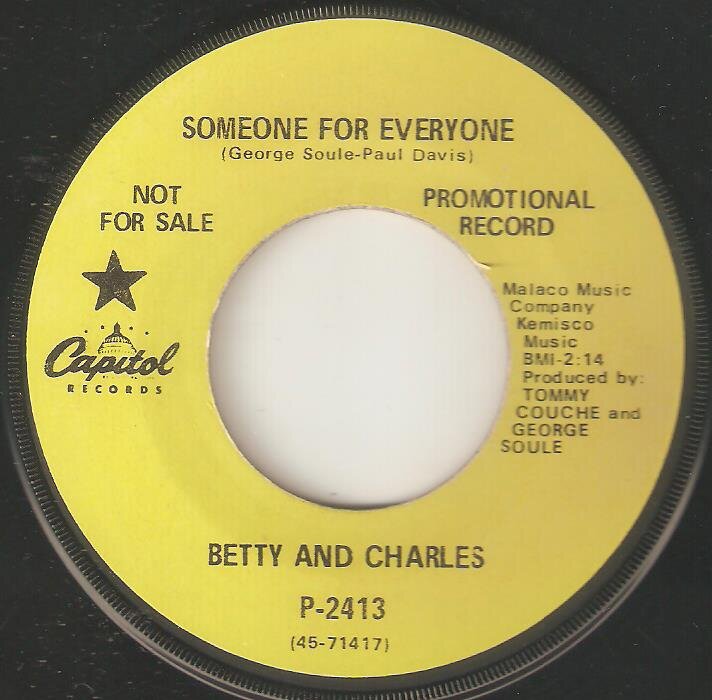 SOMEONE FOR EVERYONE
(George Soule-Paul Davis)
NOT
FOR SALE
PROMOTIONAL
RECORD
Capitol
RECORDS
Malaco Music
Company
Kemisco
Music
BMI-2:14
Produced by:
TOMMY
COUCHE and
GEORGE
SOULE
BETTY AND CHARLES
P-2413
(45-71417)